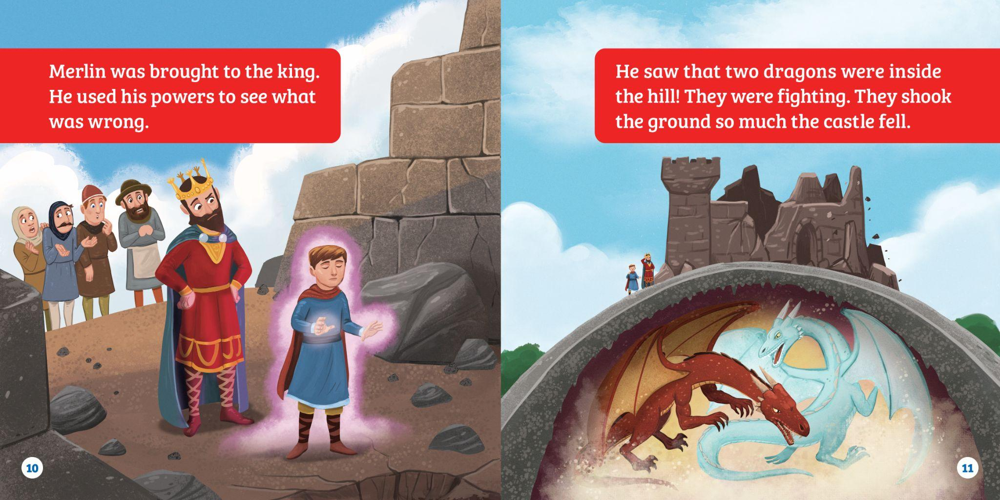 Merlin was brought to the king.
He used his powers to see what
was wrong.
10
He saw that two dragons were inside
the hill! They were fighting. They shook
the ground so much the castle fell.
11